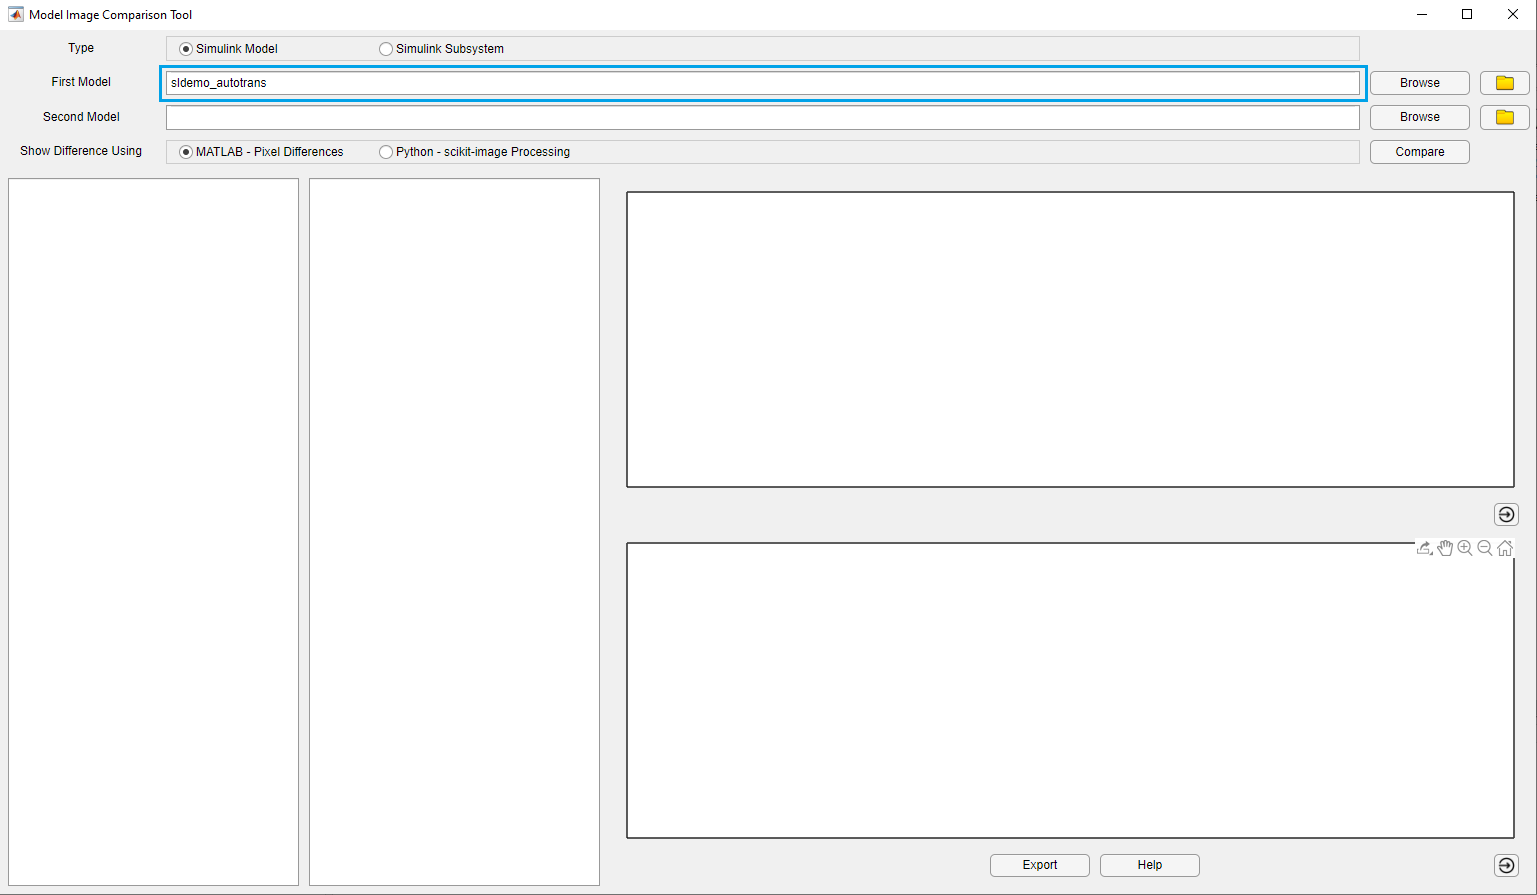 Model Image Comparison Tool
Type
Simulink Model
Simulink Subsystem
First Model
sldemo_autotrans
Browse
Second Model
Browse
Show Difference Using
MATLAB - Pixel Differences
Python - scikit-image Processing
Compare
Export
Help